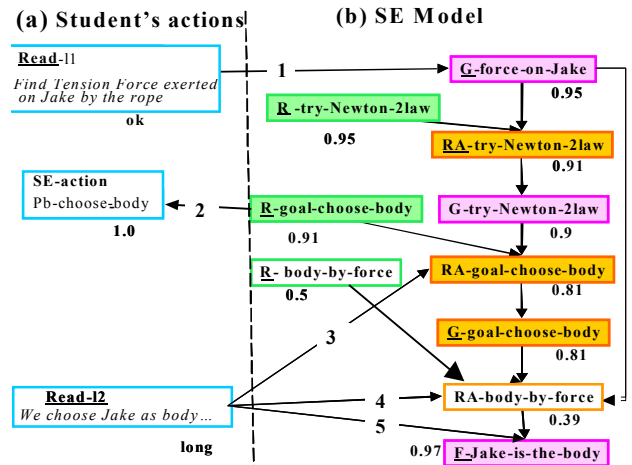 (a) Student's actions
(b) SE Model
Read-l1
Find Tension Force exerted
on Jake by the rope
ok
1
G-force-on-Jake
0.95
R -try-Newton-2law
0.95
RA-try-Newton-2law
0.91
SE-action
Pb-choose-body
1.0
2
R-goal-choose-body
0.91
G-try-Newton-2law
0.9
R- body-by-force
0.5
RA-goal-choose-body
0.81
3
G-goal-choose-body
0.81
Read-l2
We choose Jake as body...
long
4
5
RA-body-by-force
0.39
0.97
F-Jake-is-the-body